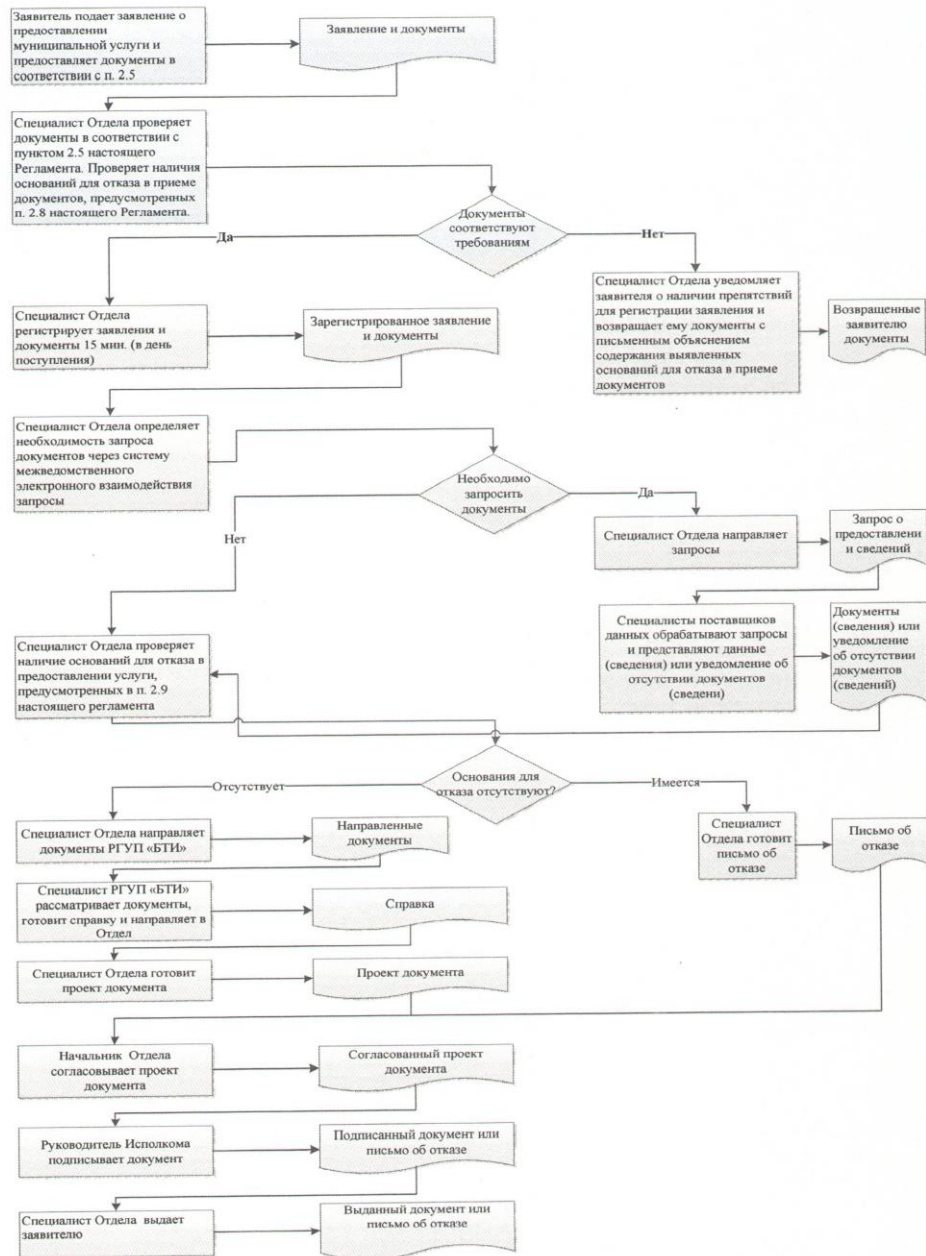 Заявитель подает заявление о
предоставлении
муниципальной услуги и
предоставляет документы в
соответствии с п. 2.5
Заявление и документы
Специалист Отдела проверяет
документы в соответствии с
пунктом 2.5 настоящего
Регламента. Проверяет наличия
оснований для отказа в приеме
документов, предусмотренных
п. 2.8 настоящего Регламента.
Документы
соответствуют
требованиям
Да
Нет
Специалист Отдела
регистрирует заявления и
документы 15 мин. (в день
поступления)
Зарегистрированное заявление
и документы
Специалист Отдела уведомляет
заявителя о наличии препятствий
для регистрации заявления и
возвращает ему документы с
письменным объяснением
содержания выявленных
оснований для отказа в приеме
документов
Возвращенные
заявителю
документы
Специалист Отдела определяет
необходимость запроса
документов через систему
межведомственного
электронного взаимодействия
запросы
Необходимо
запросить
документы
Да
Нет
Специалист Отдела направляет
запросы
Запрос о
предоставлени
и сведений
Специалисты поставщиков
данных обрабатывают запросы
и представляют данные
(сведения) или уведомление об
отсутствии документов
(сведени)
Документы
(сведения) или
уведомление
об отсутствии
документов
(сведений)
Специалист Отдела проверяет
наличие оснований для отказа в
предоставлении услуги,
предусмотренных в п. 2.9
настоящего регламента
Основания для
отказа отсутствуют?
Отсутствует
Имеется
Специалист Отдела направляет
документы РГУП «БТИ»
Направленные
документы
Специалист
Отдела готовит
письмо об
отказе
Письмо об
отказе
Специалист РГУП «БТИ»
рассматривает документы,
готовит справку и направляет в
Отдел
Справка
Специалист Отдела готовит
проект документа
Проект документа
Начальник Отдела
согласовывает проект
документа
Согласованный проект
документа
Руководитель Исполкома
подписывает документ
Подписанный документ или
письмо об отказе
Специалист Отдела выдает
заявителю
Выданный документ или
письмо об отказе